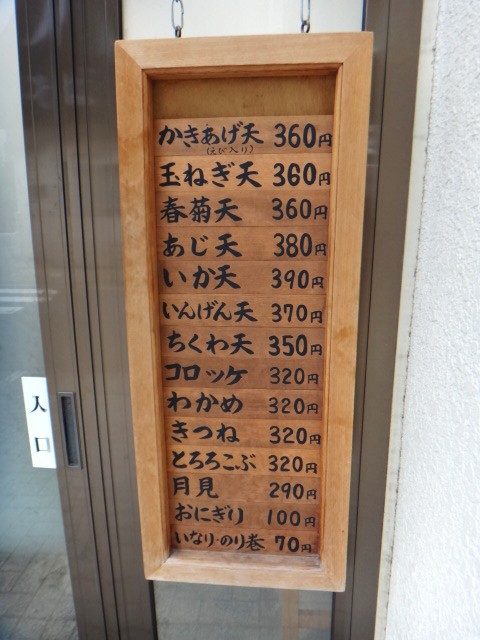 かきあげ天 360円
(えび入り)
玉ねぎ天 360円
春菊天 360円
あじ天 380円
いか天 390円
いんげん天 370円
ちくわ天 350円
コロッケ 320円
わかめ 320円
きつね 320円
とろろこぶ 320円
月見 290円
おにぎり 100円
いなり・のり巻 70円
入口